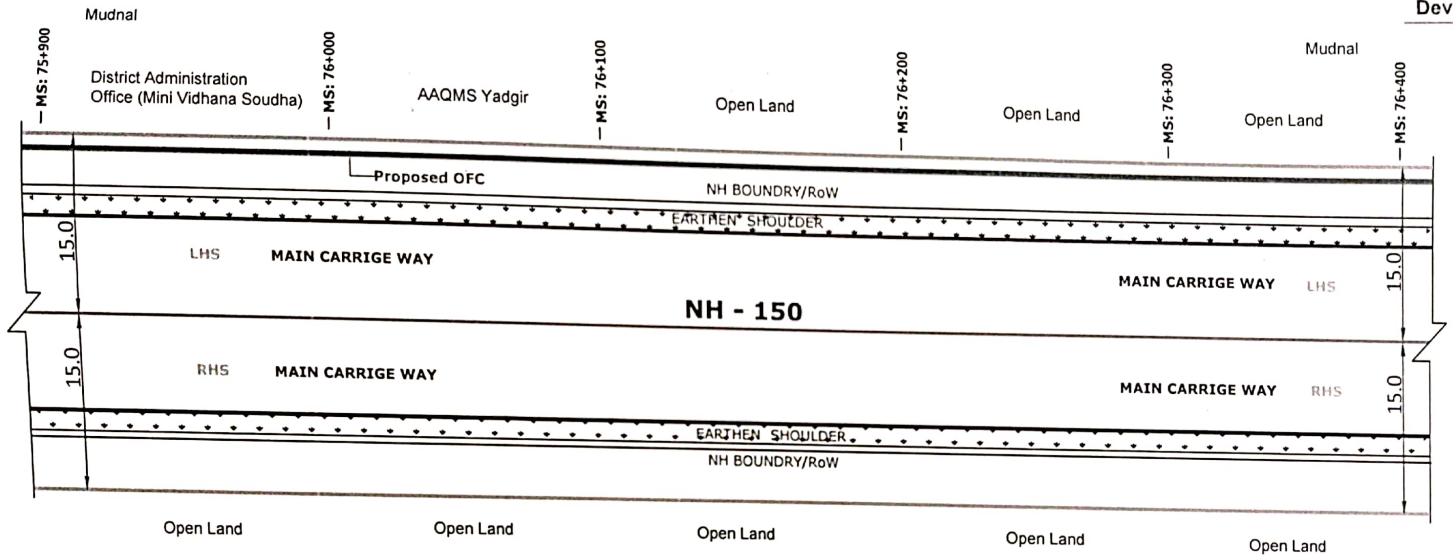 Dev
Mudnal
Mudnal
MS: 75+900
District Administration
Office (Mini Vidhana Soudha)
MS: 76+000
AAQMS Yadgir
MS: 76+100
Open Land
MS: 76+200
Open Land
MS: 76+300
Open Land
MS: 76+400
Proposed OFC
NH BOUNDRY/RoW
EARTHEN SHOULDER
15.0
LHS MAIN CARRIGE WAY
MAIN CARRIGE WAY LHS
15.0
NH - 150
15.0
RHS MAIN CARRIGE WAY
MAIN CARRIGE WAY RHS
15.0
EARTHEN SHOULDER
NH BOUNDRY/RoW
Open Land
Open Land
Open Land
Open Land
Open Land